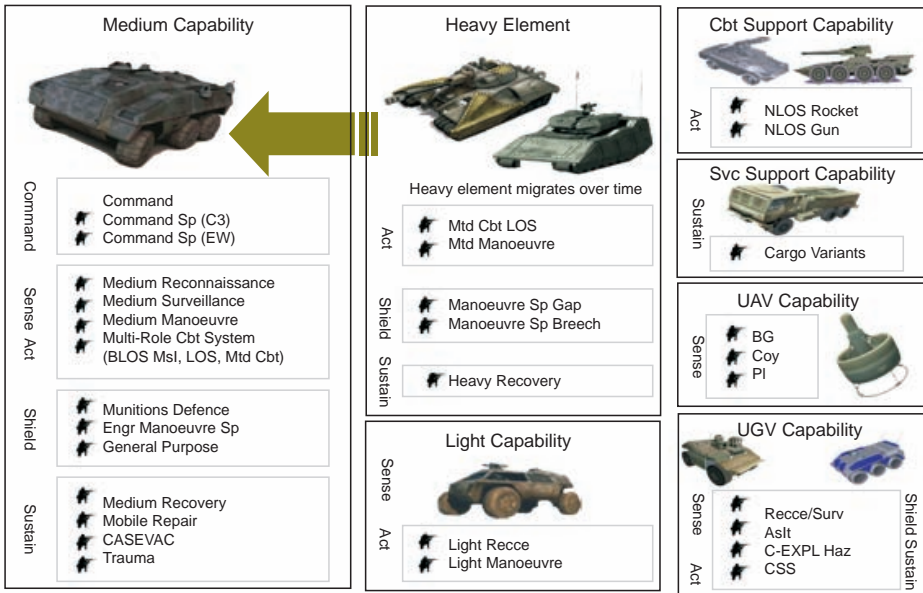 Medium Capability
Command
Command
Command Sp (C3)
Command Sp (EW)
Sense Act
Medium Reconnaissance
Medium Surveillance
Medium Manoeuvre
Multi-Role Cbt System
(BLOS Msl, LOS, Mtd Cbt)
Shield
Munitions Defence
Engr Manoeuvre Sp
General Purpose
Sustain
Medium Recovery
Mobile Repair
CASEVAC
Trauma
Heavy Element
Heavy element migrates over time
Act
Mtd Cbt LOS
Mtd Manoeuvre
Shield
Manoeuvre Sp Gap
Manoeuvre Sp Breech
Sustain
Heavy Recovery
Light Capability
Sense
Act
Light Recce
Light Manoeuvre
Cbt Support Capability
Act
NLOS Rocket
NLOS Gun
Svc Support Capability
Sustain
Cargo Variants
UAV Capability
Sense
BG
Coy
Pl
UGV Capability
Sense
Act
Recce/Surv
Aslt
C-EXPL Haz
CSS
Shield Sustain